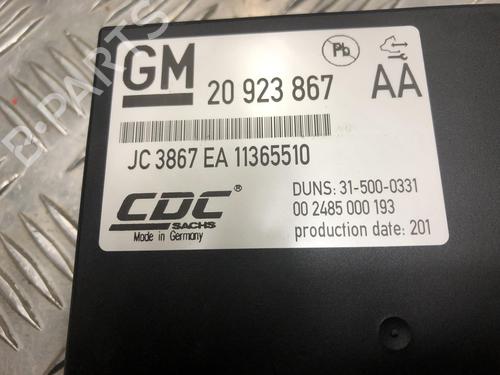 GM
Pb
20 923 867
AA
JC 3867 EA 11365510
CDC®
SACHS
Made in Germany
DUNS: 31-500-0331
00 2485 000 193
production date: 201
B-PARTS